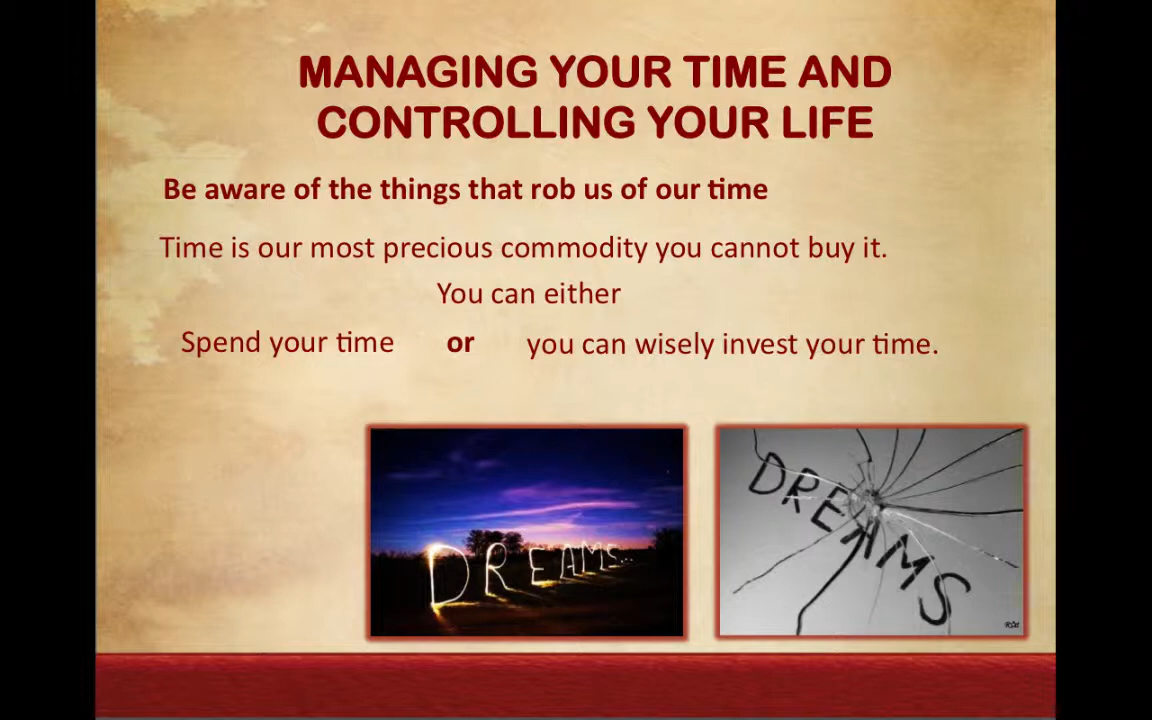 MANAGING YOUR TIME AND
CONTROLLING YOUR LIFE
Be aware of the things that rob us of our time
Time is our most precious commodity you cannot buy it.
You can either
Spend your time or you can wisely invest your time.
DREAMS...
DREAMS